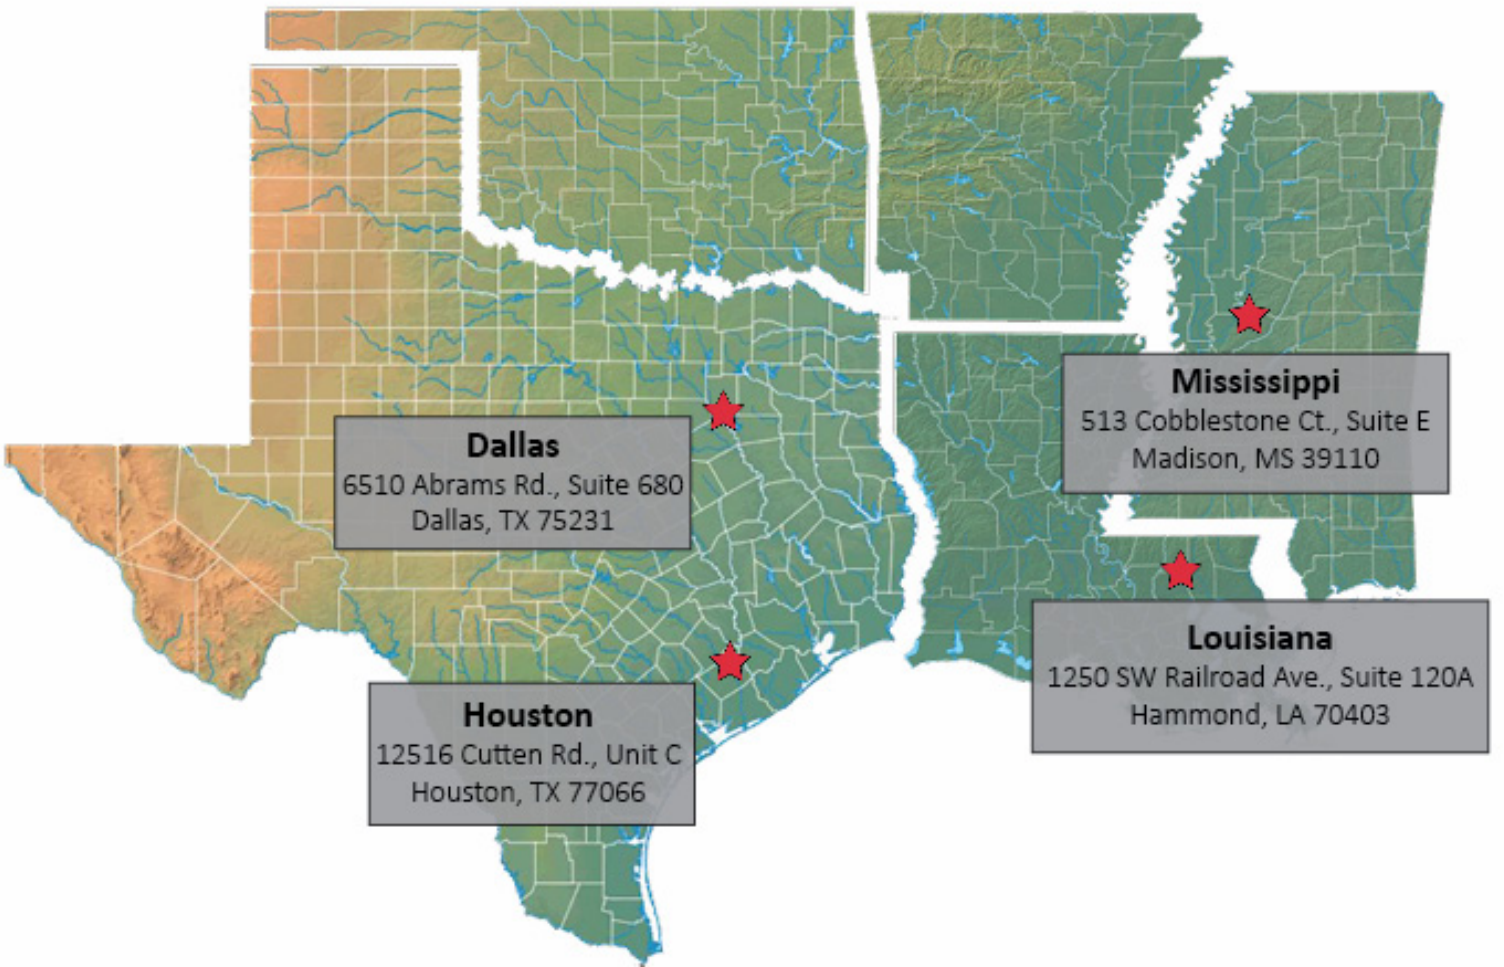 Mississippi
513 Cobblestone Ct., Suite E
Madison, MS 39110
Dallas
6510 Abrams Rd., Suite 680
Dallas, TX 75231
Louisiana
1250 SW Railroad Ave., Suite 120A
Hammond, LA 70403
Houston
12516 Cutten Rd., Unit C
Houston, TX 77066